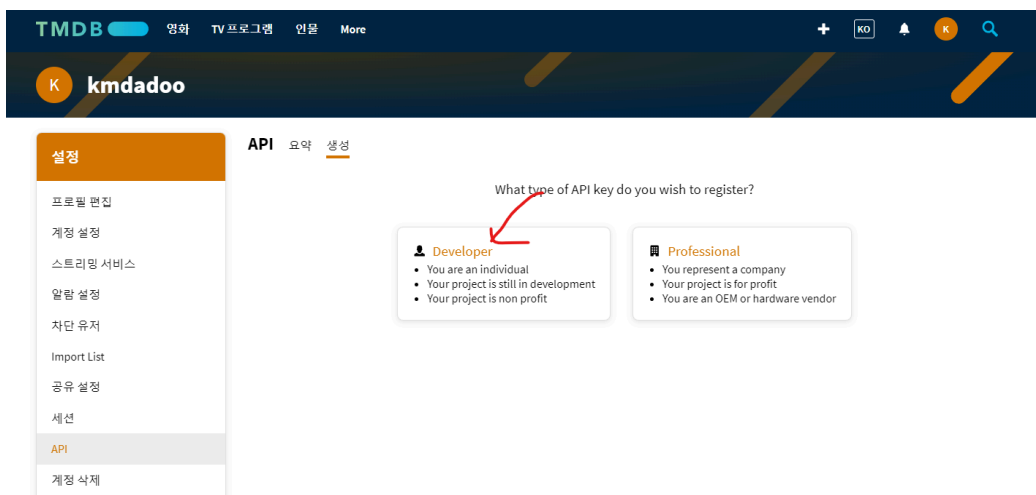 TMDB 영화 TV 프로그램 인물 More KO K
K kmdadoo
설정
프로필 편집
계정 설정
스트리밍 서비스
알람 설정
차단 유저
Import List
공유 설정
세션
API
계정 삭제
API 요약 생성
What type of API key do you wish to register?
Developer
You are an individual
Your project is still in development
Your project is non profit
Professional
You represent a company
Your project is for profit
You are an OEM or hardware vendor